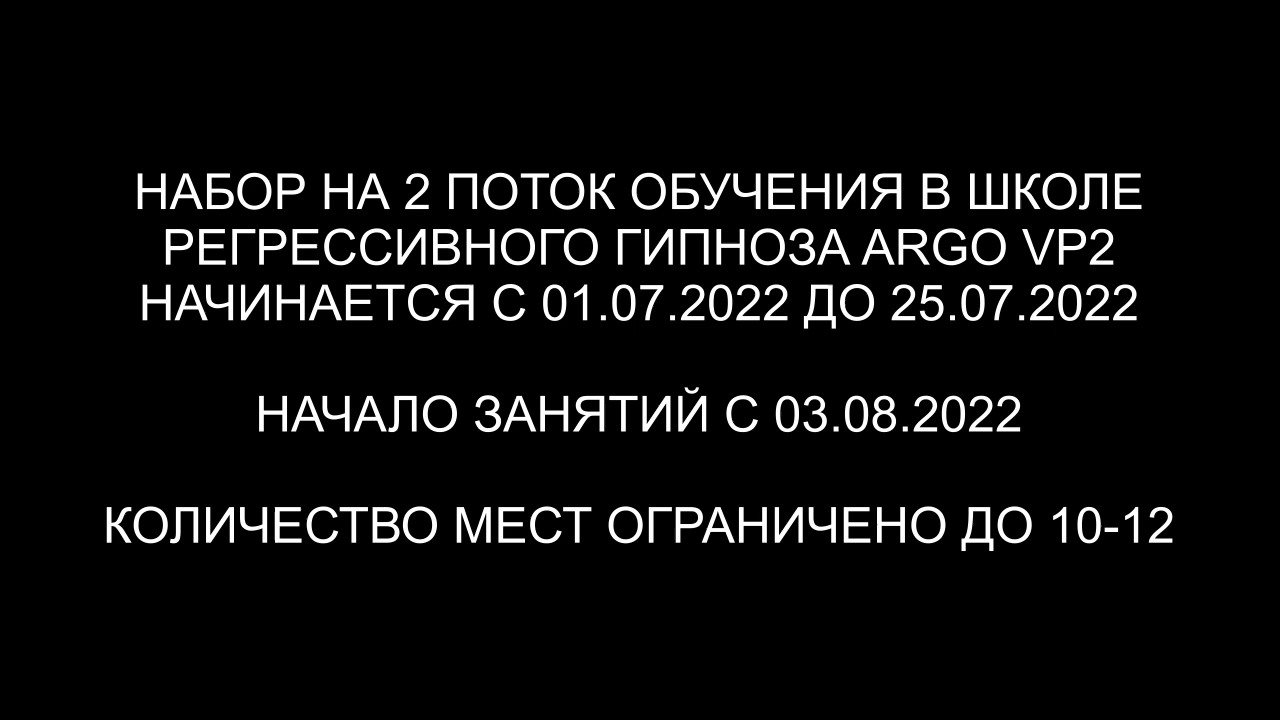 НАБОР НА 2 ПОТОК ОБУЧЕНИЯ В ШКОЛЕ
РЕГРЕССИВНОГО ГИПНОЗА ARGO VP2
НАЧИНАЕТСЯ С 01.07.2022 ДО 25.07.2022
НАЧАЛО ЗАНЯТИЙ С 03.08.2022
КОЛИЧЕСТВО МЕСТ ОГРАНИЧЕНО ДО 10-12